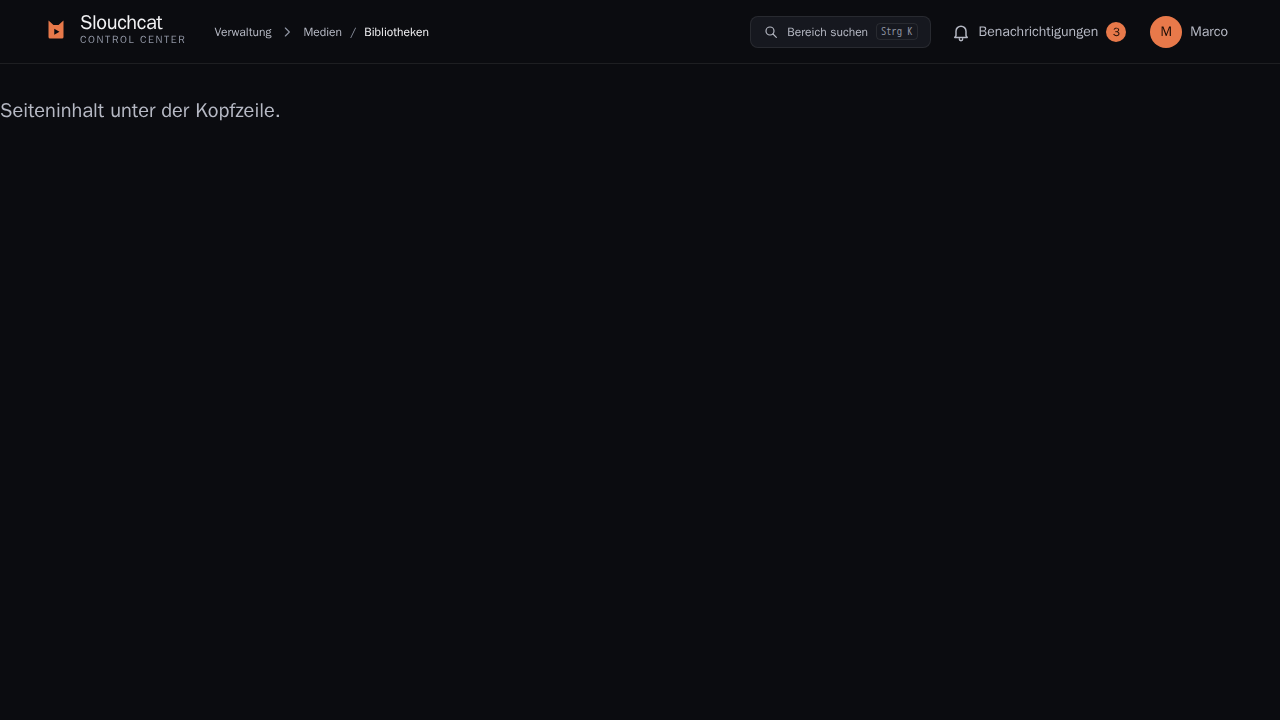 Slouchcat
CONTROL CENTER
Verwaltung > Medien / Bibliotheken
Bereich suchen Strg K
Benachrichtigungen 3
M Marco
Seiteninhalt unter der Kopfzeile.